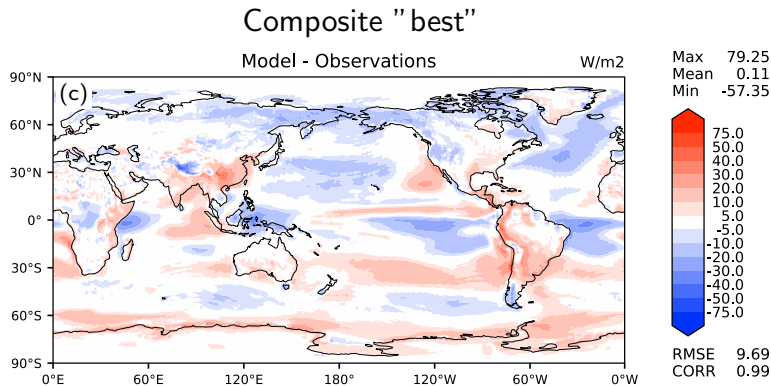 Composite "best"
Model - Observations W/m2
Max 79.25
Mean 0.11
Min -57.35
90°N
(c)
60°N
30°N
0°
30°S
60°S
90°S
0°E 60°E 120°E 180°E 120°W 60°W 0°W
75.0
50.0
40.0
30.0
20.0
10.0
5.0
-5.0
-10.0
-20.0
-30.0
-40.0
-50.0
-75.0
RMSE 9.69
CORR 0.99